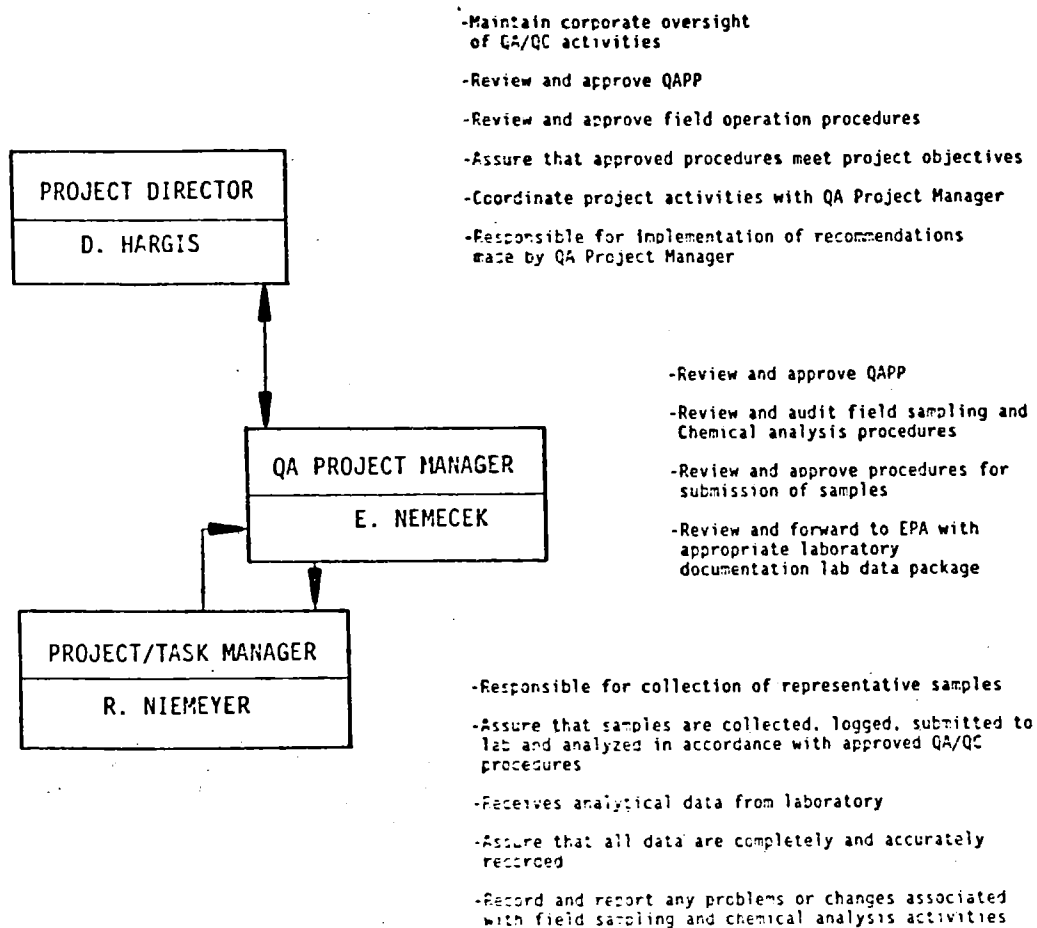 -Maintain corporate oversight
of QA/QC activities
-Review and approve QAPP
-Review and approve field operation procedures
-Assure that approved procedures meet project objectives
-Coordinate project activities with QA Project Manager
-Responsible for implementation of recommendations
made by QA Project Manager
PROJECT DIRECTOR
D. HARGIS
-Review and approve QAPP
-Review and audit field sampling and
Chemical analysis procedures
-Review and approve procedures for
submission of samples
-Review and forward to EPA with
appropriate laboratory
documentation lab data package
QA PROJECT MANAGER
E. NEMECEK
PROJECT/TASK MANAGER
R. NIEMEYER
-Responsible for collection of representative samples
-Assure that samples are collected, logged, submitted to
lab and analyzed in accordance with approved QA/QC
procedures
-Receives analytical data from laboratory
-Assure that all data are completely and accurately
recorded
-Record and report any problems or changes associated
with field sampling and chemical analysis activities